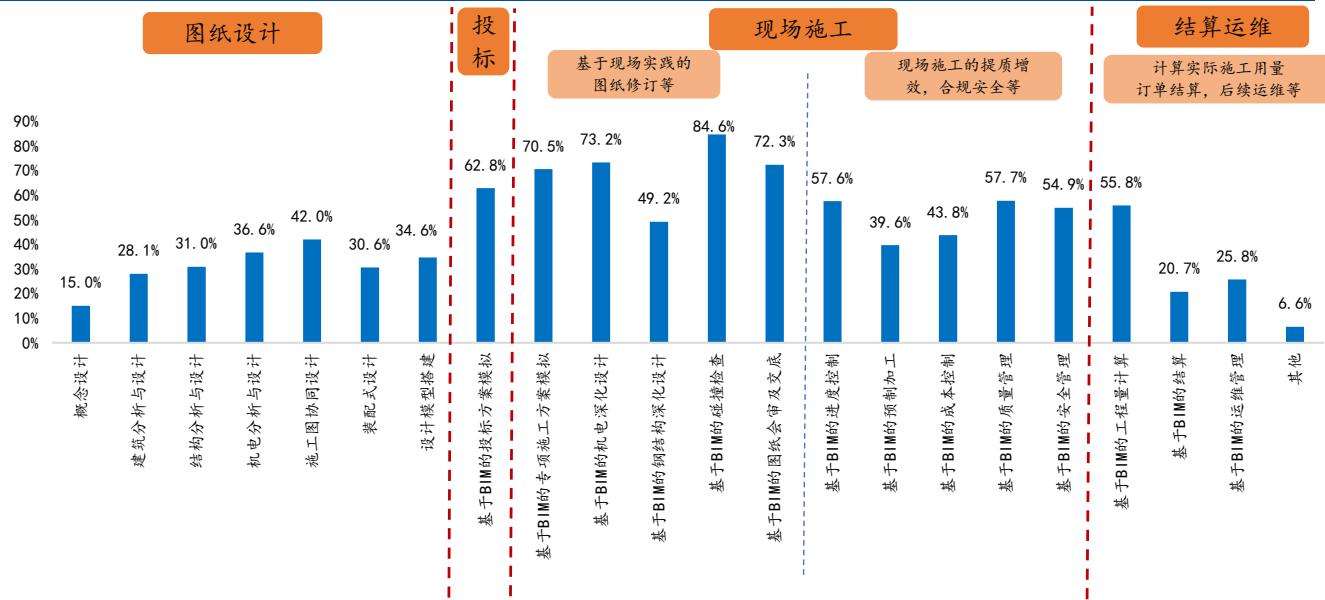 图纸设计
投
标
现场施工
结算运维
基于现场实践的
图纸修订等
现场施工的提质增
效，合规安全等
计算实际施工用量
订单结算，后续运维等
90%
80%
70%
60%
50%
40%
30%
20%
10%
0%
15.0%
28.1%
31.0%
36.6%
42.0%
30.6%
34.6%
62.8%
70.5%
73.2%
49.2%
84.6%
72.3%
57.6%
39.6%
43.8%
57.7%
54.9%
55.8%
20.7%
25.8%
6.6%
概念设计
建筑分析与设计
结构分析与设计
机电分析与设计
施工图协同设计
装配式设计
设计模型搭建
基于BIM的投标方案模拟
基于BIM的专项施工方案模拟
基于BIM的机电深化设计
基于BIM的钢结构深化设计
基于BIM的碰撞检查
基于BIM的图纸会审及交底
基于BIM的进度控制
基于BIM的预制加工
基于BIM的成本控制
基于BIM的质量管理
基于BIM的安全管理
基于BIM的工程量计算
基于BIM的结算
基于BIM的运维管理
其他